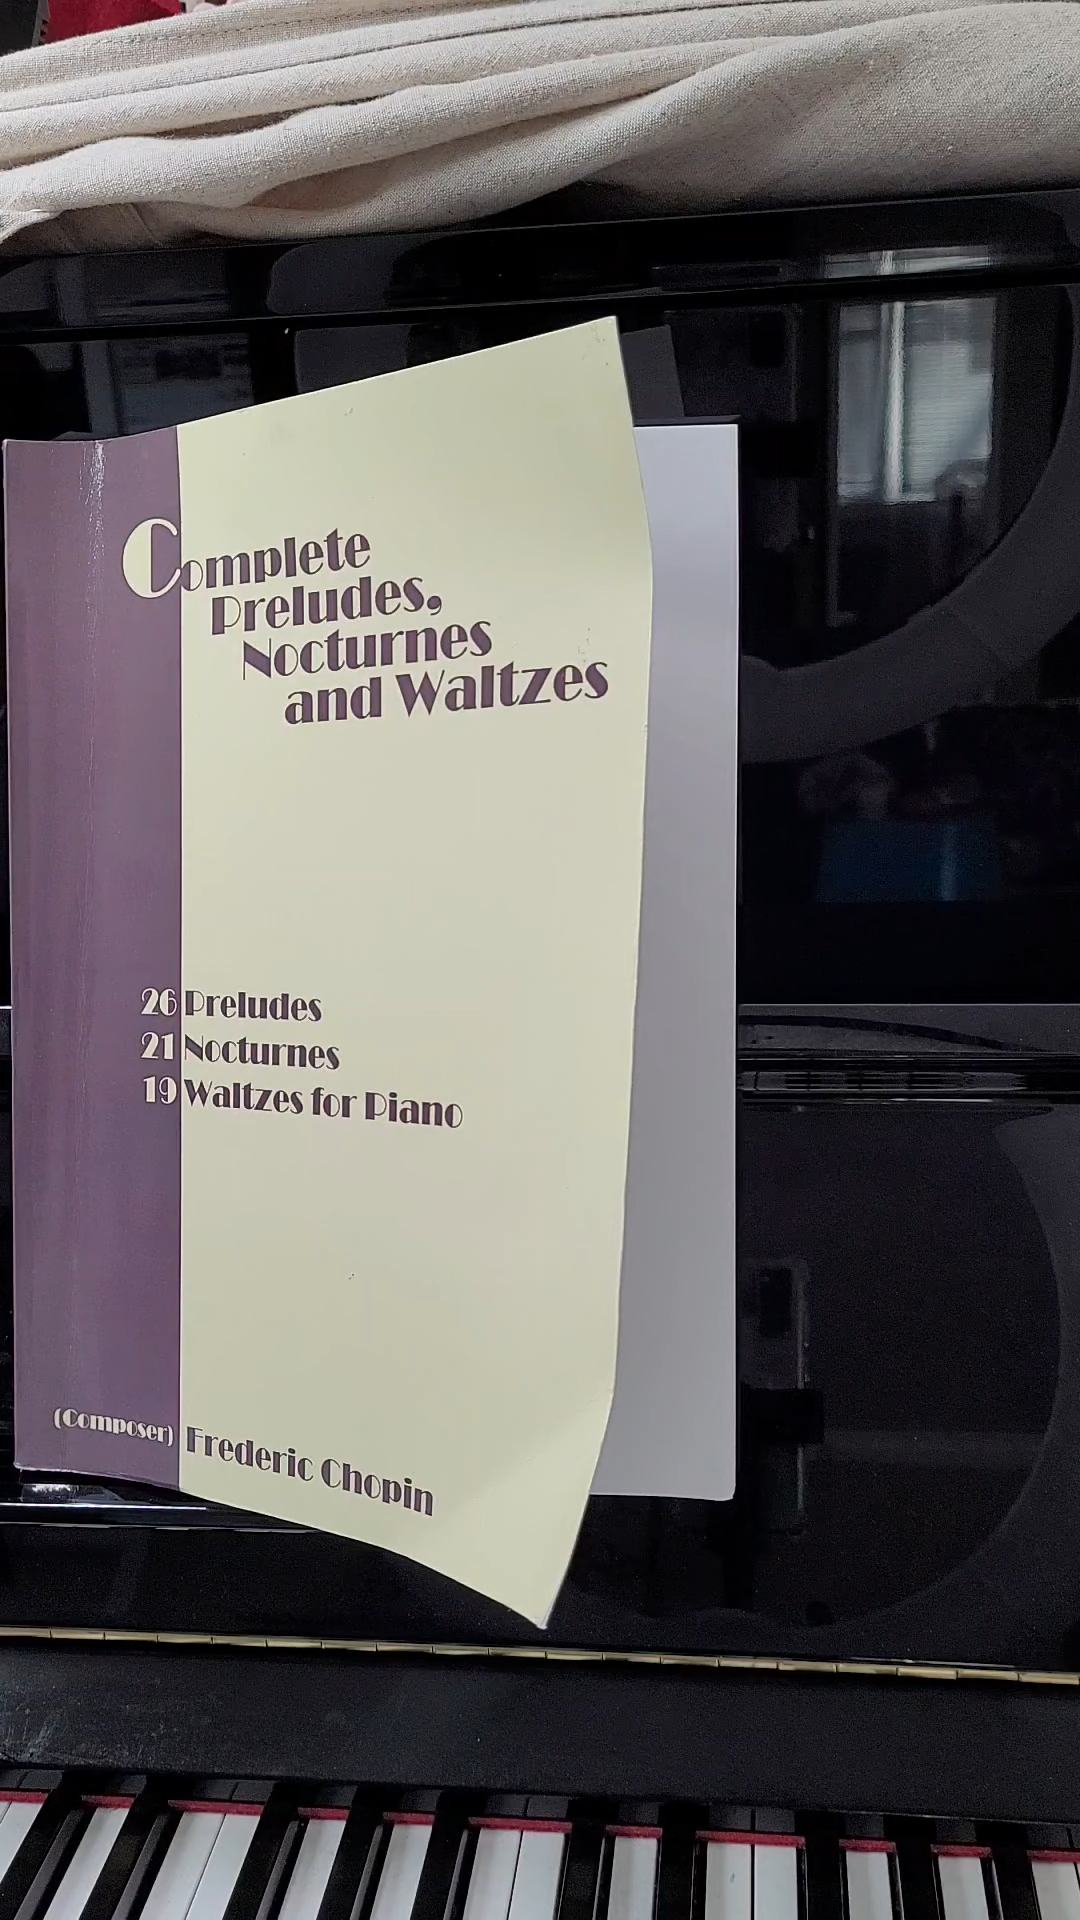 Complete
Preludes,
Nocturnes
and Waltzes
26 Preludes
21 Nocturnes
19 Waltzes for Piano
(Composer) Frederic Chopin